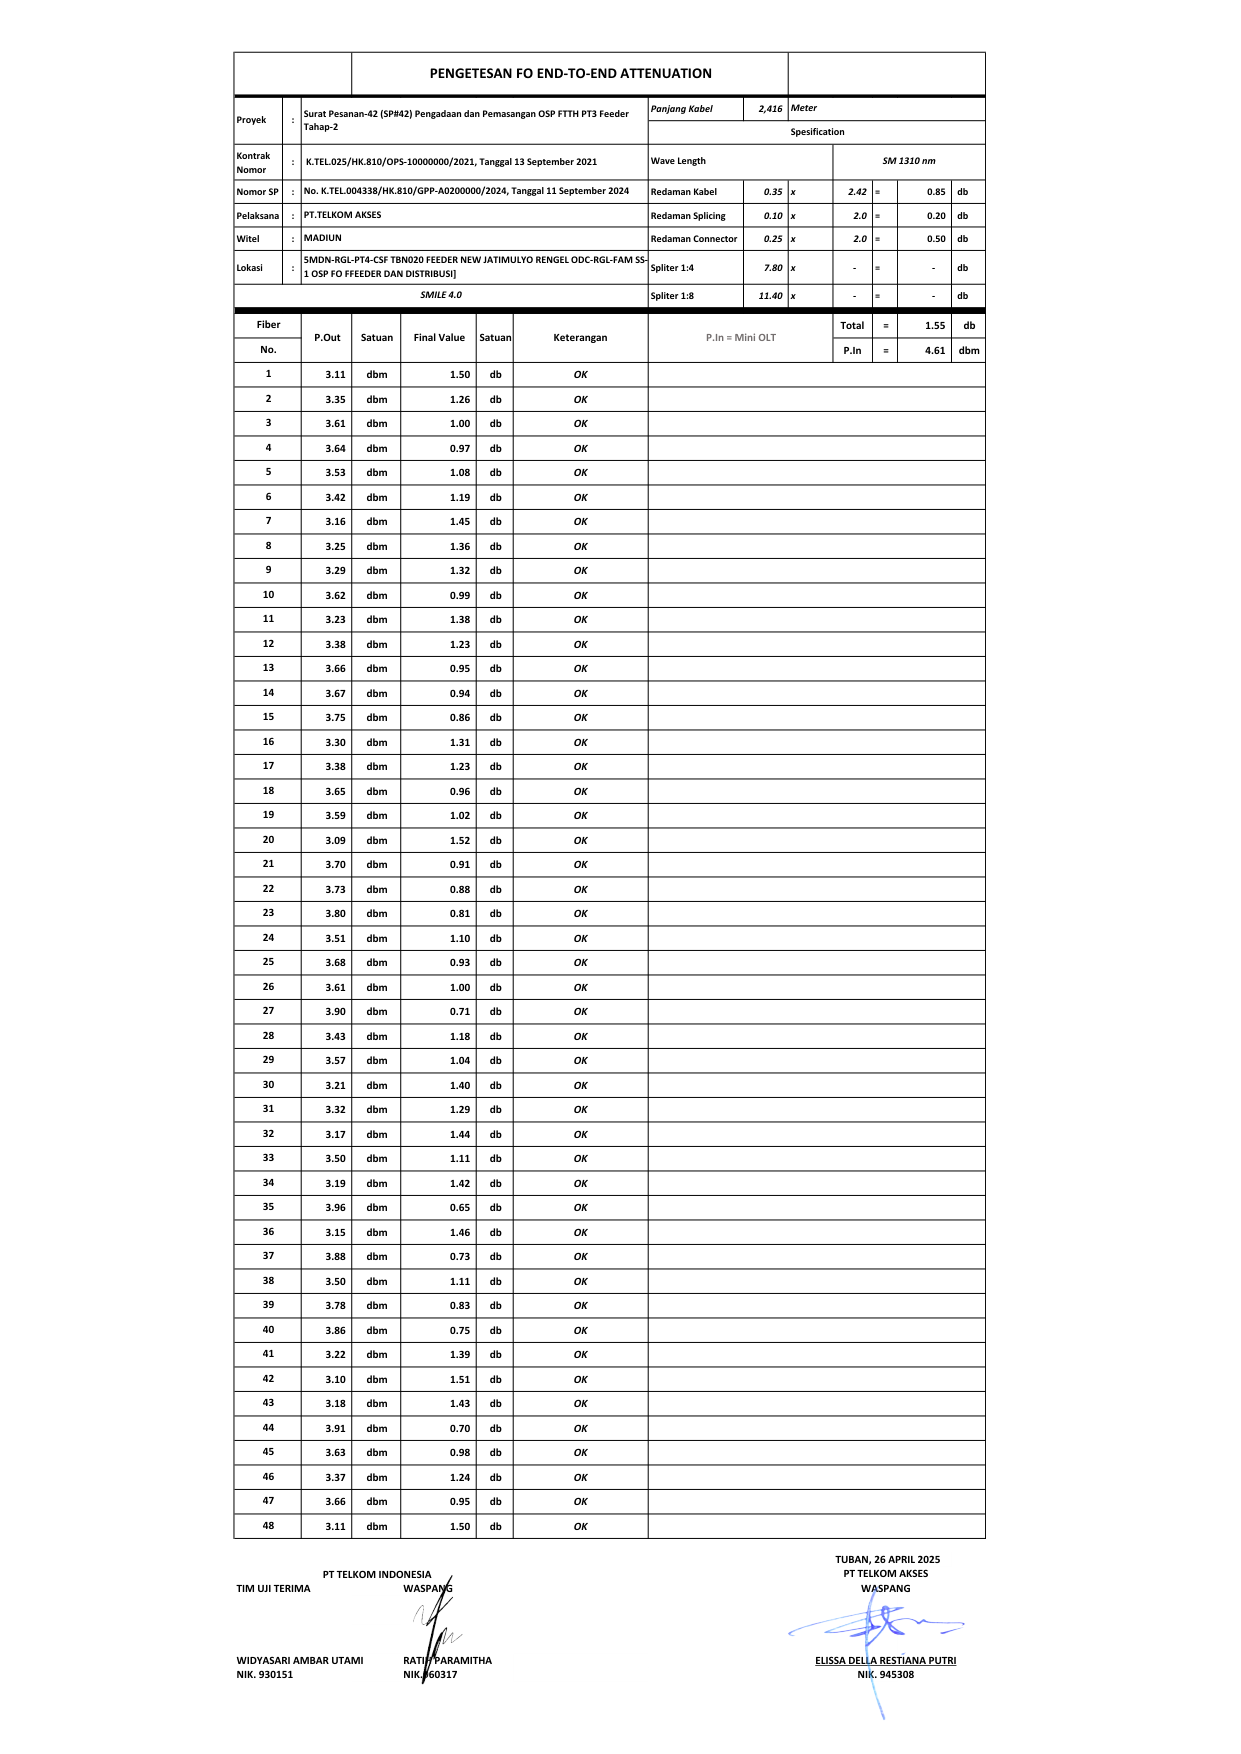 PENGETESAN FO END-TO-END ATTENUATION
Proyek : Surat Pesanan-42 (SP#42) Pengadaan dan Pemasangan OSP FTTH PT3 Feeder Tahap-2
Panjang Kabel 2,416 Meter
Spesification
Kontrak Nomor : K.TEL.025/HK.810/OPS-10000000/2021, Tanggal 13 September 2021 Wave Length SM 1310 nm
Nomor SP : No. K.TEL.004338/HK.810/GPP-A0200000/2024, Tanggal 11 September 2024 Redaman Kabel 0.35 x 2.42 = 0.85 db
Pelaksana : PT.TELKOM AKSES Redaman Splicing 0.10 x 2.0 = 0.20 db
Witel : MADIUN Redaman Connector 0.25 x 2.0 = 0.50 db
Lokasi : 5MDN-RGL-PT4-CSF TBN020 FEEDER NEW JATIMULYO RENGEL ODC-RGL-FAM SS-1 OSP FO FFEEDER DAN DISTRIBUSI] Spliter 1:4 7.80 x - = - db
SMILE 4.0 Spliter 1:8 11.40 x - = - db
Fiber No. P.Out Satuan Final Value Satuan Keterangan P.In = Mini OLT Total = 1.55 db
P.In = 4.61 dbm
1 3.11 dbm 1.50 db OK
2 3.35 dbm 1.26 db OK
3 3.61 dbm 1.00 db OK
4 3.64 dbm 0.97 db OK
5 3.53 dbm 1.08 db OK
6 3.42 dbm 1.19 db OK
7 3.16 dbm 1.45 db OK
8 3.25 dbm 1.36 db OK
9 3.29 dbm 1.32 db OK
10 3.62 dbm 0.99 db OK
11 3.23 dbm 1.38 db OK
12 3.38 dbm 1.23 db OK
13 3.66 dbm 0.95 db OK
14 3.67 dbm 0.94 db OK
15 3.75 dbm 0.86 db OK
16 3.30 dbm 1.31 db OK
17 3.38 dbm 1.23 db OK
18 3.65 dbm 0.96 db OK
19 3.59 dbm 1.02 db OK
20 3.09 dbm 1.52 db OK
21 3.70 dbm 0.91 db OK
22 3.73 dbm 0.88 db OK
23 3.80 dbm 0.81 db OK
24 3.51 dbm 1.10 db OK
25 3.68 dbm 0.93 db OK
26 3.61 dbm 1.00 db OK
27 3.90 dbm 0.71 db OK
28 3.43 dbm 1.18 db OK
29 3.57 dbm 1.04 db OK
30 3.21 dbm 1.40 db OK
31 3.32 dbm 1.29 db OK
32 3.17 dbm 1.44 db OK
33 3.50 dbm 1.11 db OK
34 3.19 dbm 1.42 db OK
35 3.96 dbm 0.65 db OK
36 3.15 dbm 1.46 db OK
37 3.88 dbm 0.73 db OK
38 3.50 dbm 1.11 db OK
39 3.78 dbm 0.83 db OK
40 3.86 dbm 0.75 db OK
41 3.22 dbm 1.39 db OK
42 3.10 dbm 1.51 db OK
43 3.18 dbm 1.43 db OK
44 3.91 dbm 0.70 db OK
45 3.63 dbm 0.98 db OK
46 3.37 dbm 1.24 db OK
47 3.66 dbm 0.95 db OK
48 3.11 dbm 1.50 db OK
TUBAN, 26 APRIL 2025
PT TELKOM INDONESIA PT TELKOM AKSES
TIM UJI TERIMA WASPANG WASPANG
WIDYASARI AMBAR UTAMI RATIH PARAMITHA ELISSA DELLA RESTIANA PUTRI
NIK. 930151 NIK. 960317 NIK. 945308